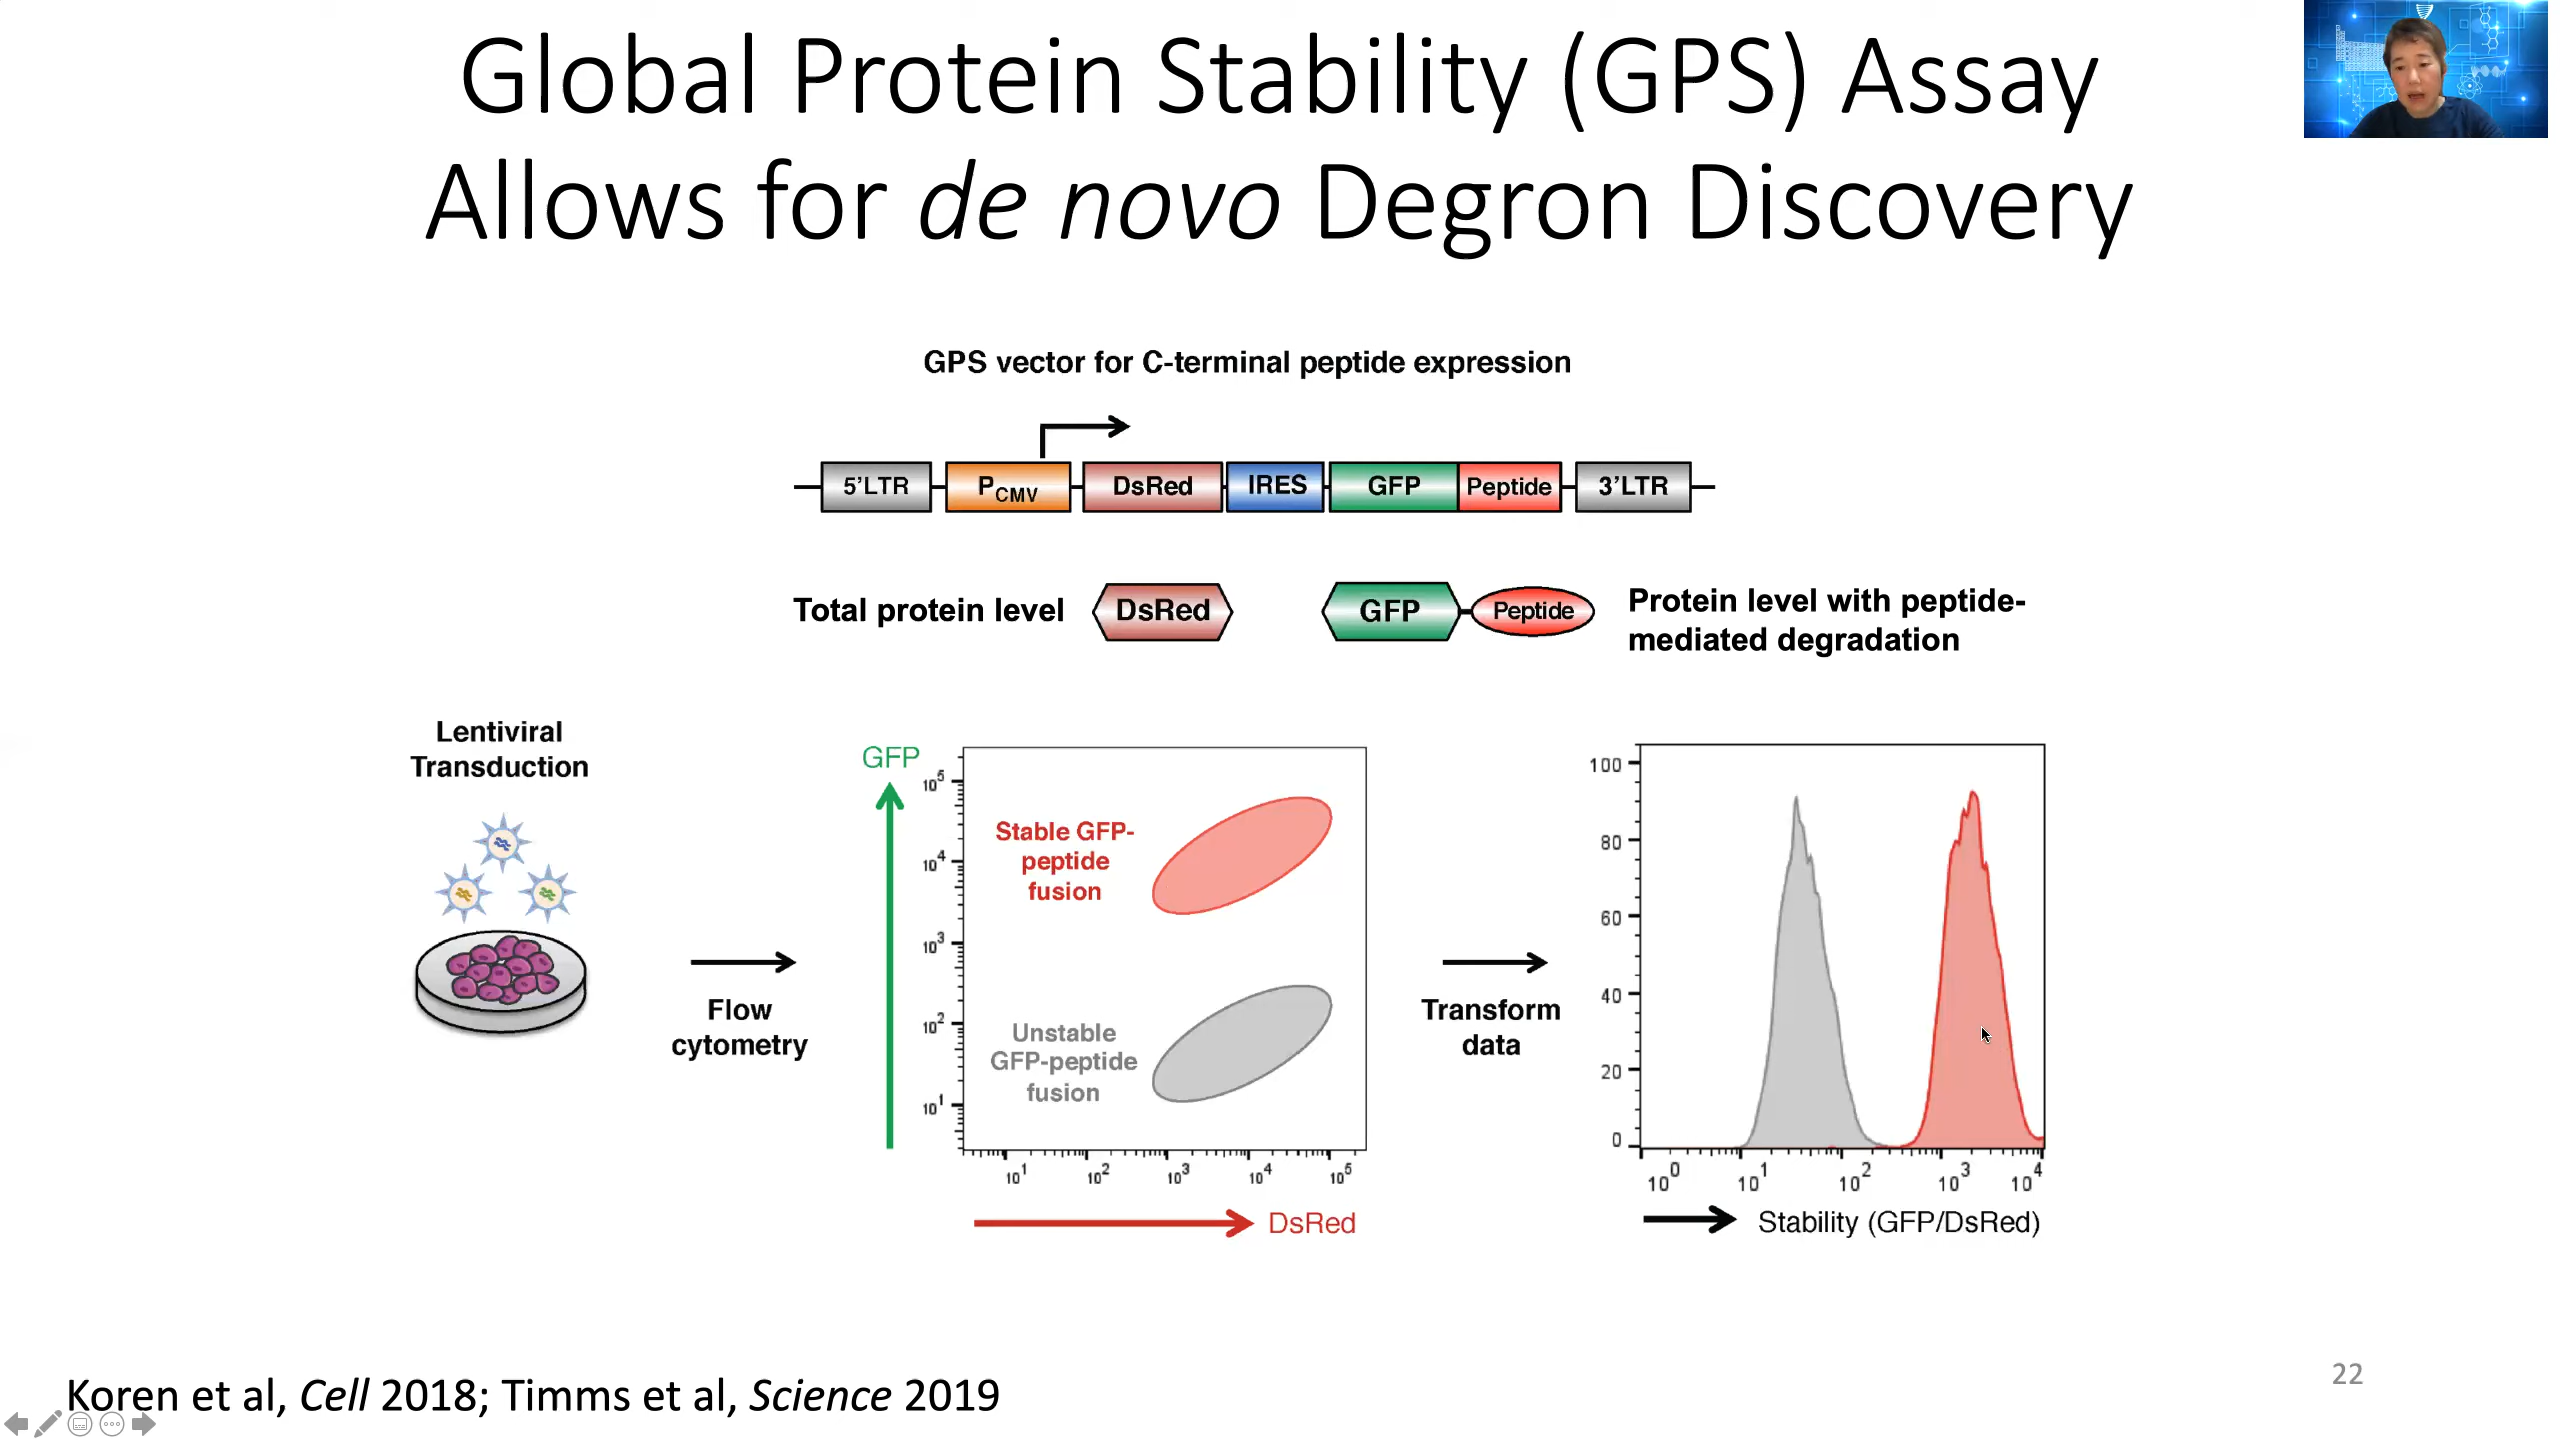 Global Protein Stability (GPS) Assay
Allows for de novo Degron Discovery
GPS vector for C-terminal peptide expression
5’LTR PCMV DsRed IRES GFP Peptide 3’LTR
Total protein level DsRed GFP Peptide Protein level with peptide-
mediated degradation
Lentiviral
Transduction
Flow
cytometry
GFP
10^5
10^4
10^3
10^2
10^1
Stable GFP-
peptide
fusion
Unstable
GFP-peptide
fusion
10^1 10^2 10^3 10^4 10^5
DsRed
Transform
data
100
80
60
40
20
0
10^0 10^1 10^2 10^3 10^4
Stability (GFP/DsRed)
Koren et al, Cell 2018; Timms et al, Science 2019
22